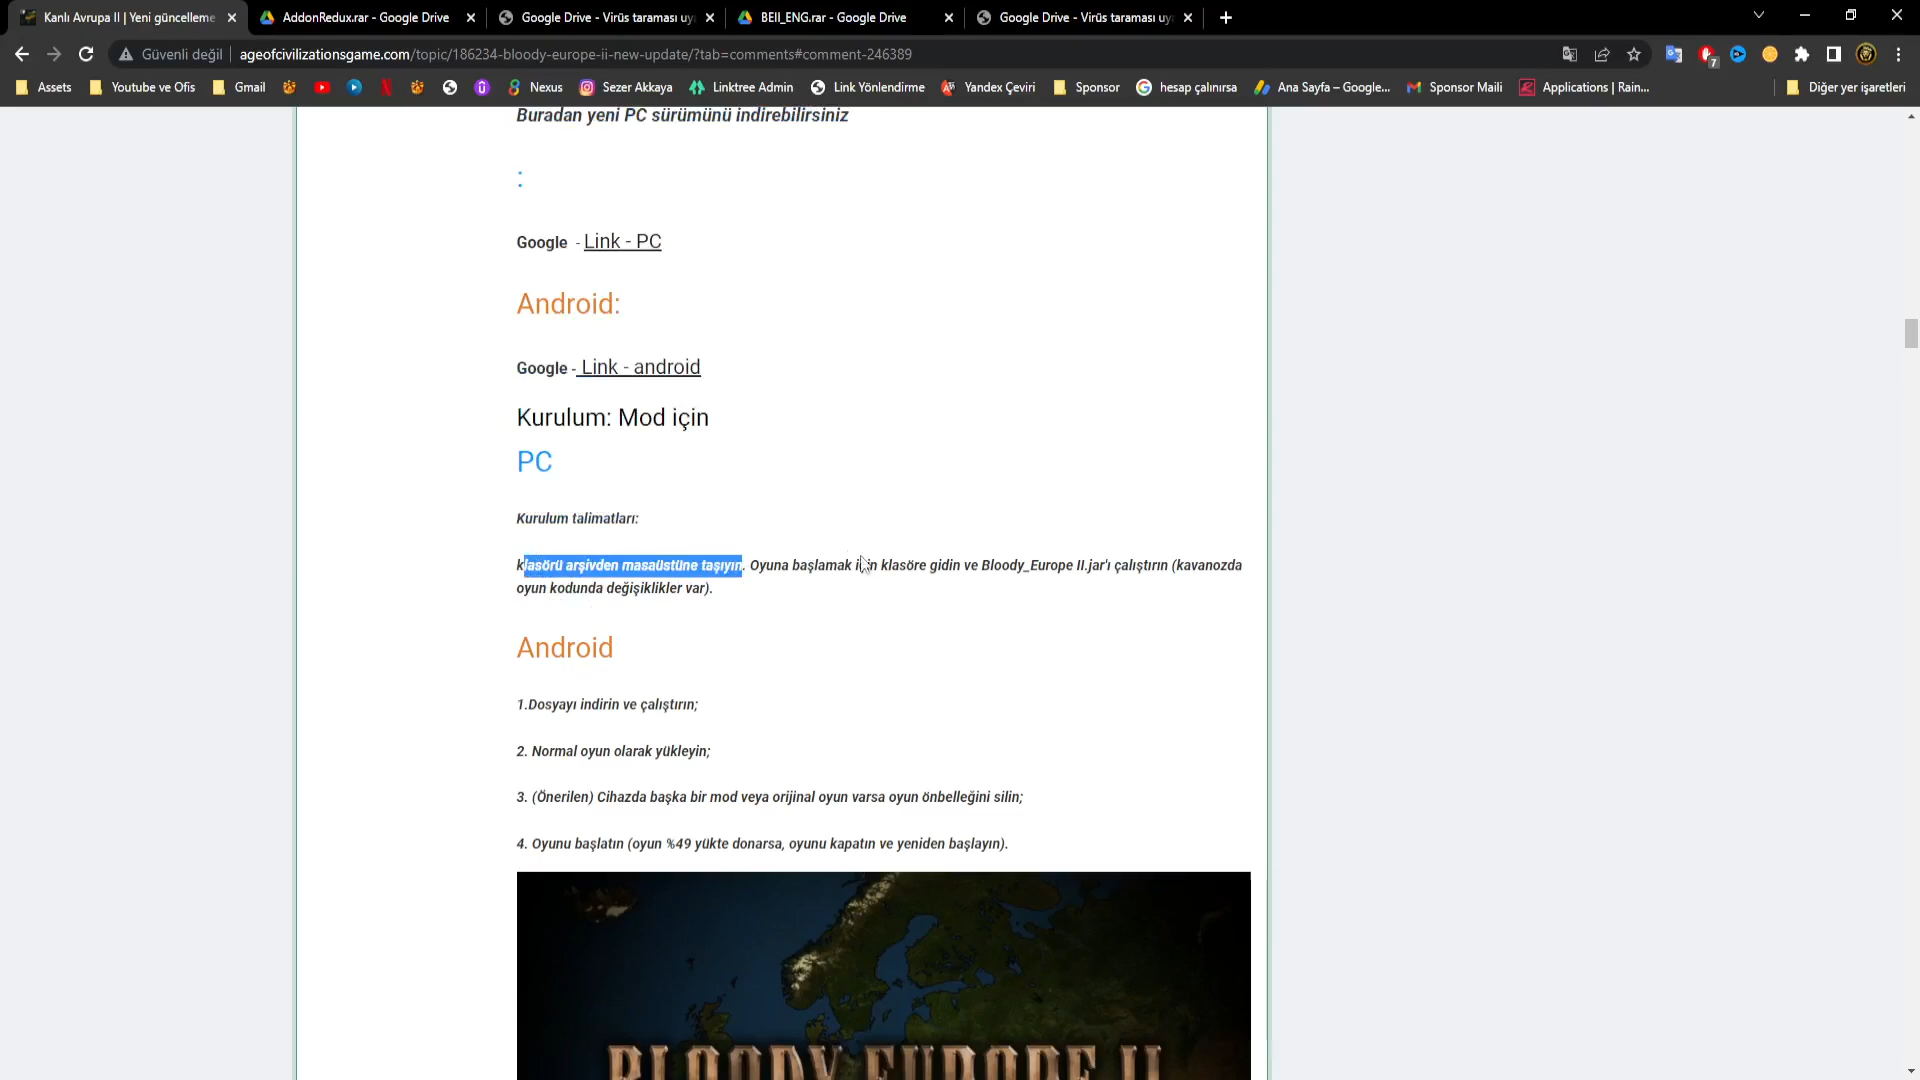 Kanlı Avrupa II | Yeni güncelleme
AddonRedux.rar - Google Drive
Google Drive - Virüs taraması uy
BEII_ENG.rar - Google Drive
Google Drive - Virüs taraması uy
Güvenli değil
ageofcivilizationsgame.com/topic/186234-bloody-europe-ii-new-update/?tab=comments#comment-246389
7
Assets
Youtube ve Ofis
Gmail
Nexus
Sezer Akkaya
Linktree Admin
Link Yönlendirme
Yandex Çeviri
Sponsor
hesap çalınırsa
Ana Sayfa – Google...
Sponsor Maili
Applications | Rain...
Diğer yer işaretleri
Buradan yeni PC sürümünü indirebilirsiniz
:
Google - Link - PC
Android:
Google - Link - android
Kurulum: Mod için
PC
Kurulum talimatları:
klasörü arşivden masaüstüne taşıyın. Oyuna başlamak için klasöre gidin ve Bloody_Europe II.jar'ı çalıştırın (kavanozda
oyun kodunda değişiklikler var).
Android
1.Dosyayı indirin ve çalıştırın;
2. Normal oyun olarak yükleyin;
3. (Önerilen) Cihazda başka bir mod veya orijinal oyun varsa oyun önbelleğini silin;
4. Oyunu başlatın (oyun %49 yükte donarsa, oyunu kapatın ve yeniden başlayın).
BLOODY EUROPE II